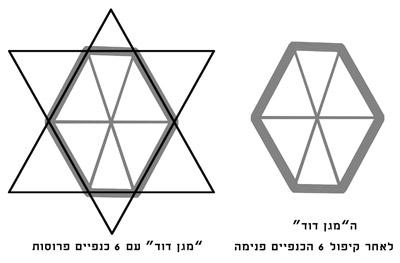 ה“מגן דוד”
לאחר קיפול 6 הכנפיים פנימה
“מגן דוד” עם 6 כנפיים פרוסות